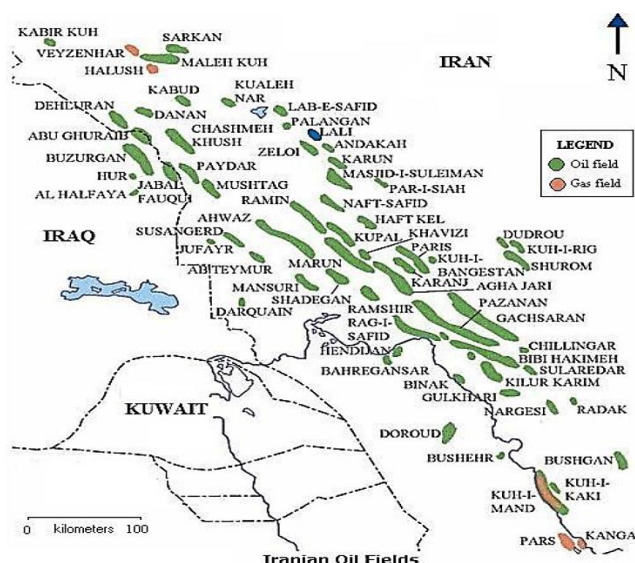 KABIR KUH
SARKAN
VEYZENHAR
MALEH KUH
HALUSH
IRAN
N
KABUD
KUALEH
NAR
LAB-E-SAFID
DEHLURAN
DANAN
PALANGAN
LALI
ABU GHURAIB
CHASHMEH
KHUSH
ZELOI
ANDAKAH
KARUN
BUZURGAN
PAYDAR
MASJID-I-SULEIMAN
HUR
PAR-I-SIAH
AL HALFAYA
JABAL
FAUQUI
MUSHTAG
RAMIN
NAFT-SAFID
LEGEND
Oil field
Gas field
IRAQ
AHWAZ
HAFT KEL
SUSANGERD
KHAVIZI
KUPAL
PARIS
DUDROU
KUH-I-RIG
JUFAYR
MARUN
KUH-I-
BANGESTAN
SHUROM
ABTEYMUR
KARANJ
AGHA JARI
MANSURI
SHADEGAN
PAZANAN
DARQUAIN
RAMSHIR
GACHSARAN
RAG-I-
SAFID
CHILLINGAR
HENDIJAN
BIBI HAKIMEH
BAHREGANSAR
SULAREDAR
BINAK
KILUR KARIM
KUWAIT
GULKHARI
NARGESI
RADAK
DOROUD
BUSHEHR
BUSHGAN
KUH-I-
KAKI
KUH-I-
MAND
0 kilometers 100
PARS
KANGA
Iranian Oil Fields